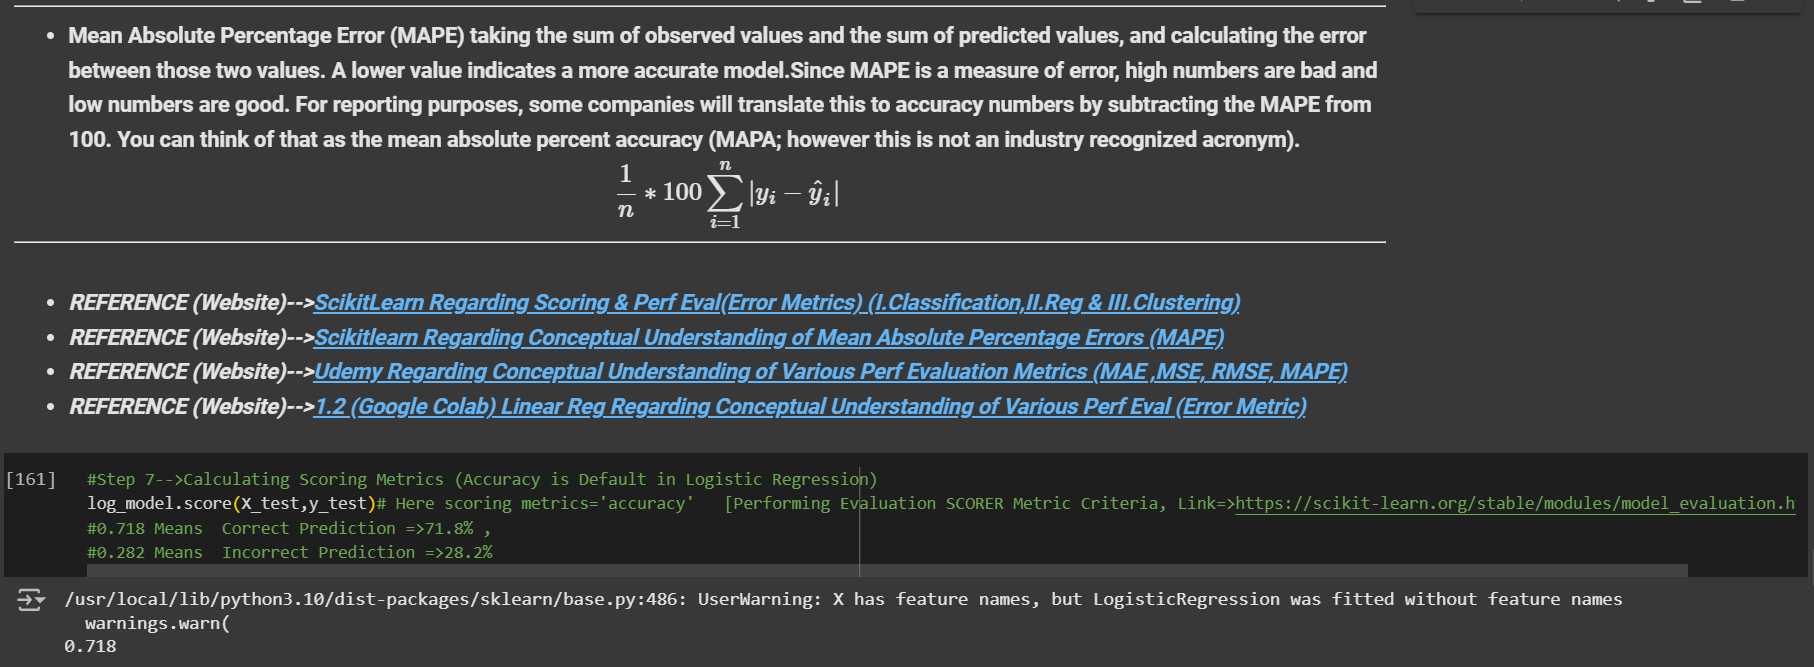 • Mean Absolute Percentage Error (MAPE) taking the sum of observed values and the sum of predicted values, and calculating the error
between those two values. A lower value indicates a more accurate model.Since MAPE is a measure of error, high numbers are bad and
low numbers are good. For reporting purposes, some companies will translate this to accuracy numbers by subtracting the MAPE from
100. You can think of that as the mean absolute percent accuracy (MAPA; however this is not an industry recognized acronym).
1/n * 100 ∑_{i=1}^{n} |y_i − ŷ_i|
• REFERENCE (Website)-->ScikitLearn Regarding Scoring & Perf Eval(Error Metrics) (I.Classification,II.Reg & III.Clustering)
• REFERENCE (Website)-->Scikitlearn Regarding Conceptual Understanding of Mean Absolute Percentage Errors (MAPE)
• REFERENCE (Website)-->Udemy Regarding Conceptual Understanding of Various Perf Evaluation Metrics (MAE ,MSE, RMSE, MAPE)
• REFERENCE (Website)-->1.2 (Google Colab) Linear Reg Regarding Conceptual Understanding of Various Perf Eval (Error Metric)
[161] #Step 7-->Calculating Scoring Metrics (Accuracy is Default in Logistic Regression)
log_model.score(X_test,y_test)# Here scoring metrics='accuracy'   [Performing Evaluation SCORER Metric Criteria, Link=>https://scikit-learn.org/stable/modules/model_evaluation.h
#0.718 Means  Correct Prediction =>71.8% ,
#0.282 Means  Incorrect Prediction =>28.2%
/usr/local/lib/python3.10/dist-packages/sklearn/base.py:486: UserWarning: X has feature names, but LogisticRegression was fitted without feature names
warnings.warn(
0.718